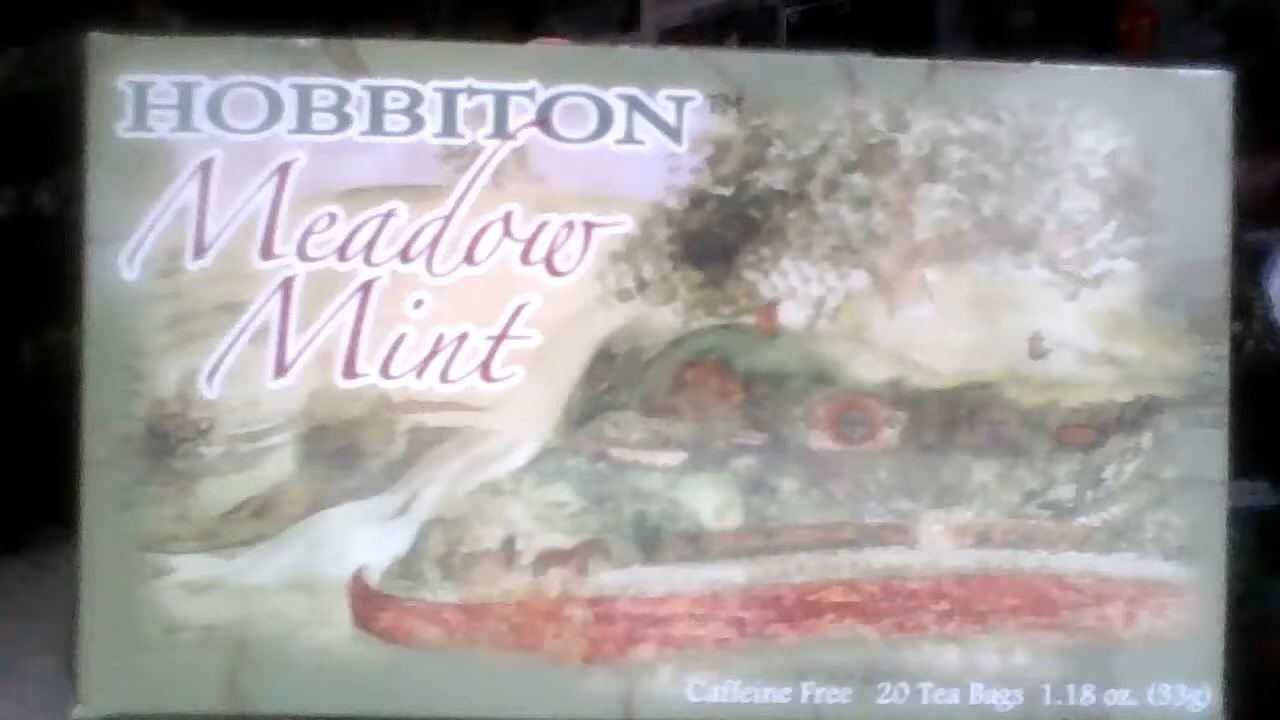 HOBBITON™
Meadow
Mint
Caffeine Free 20 Tea Bags 1.18 oz. (33g)